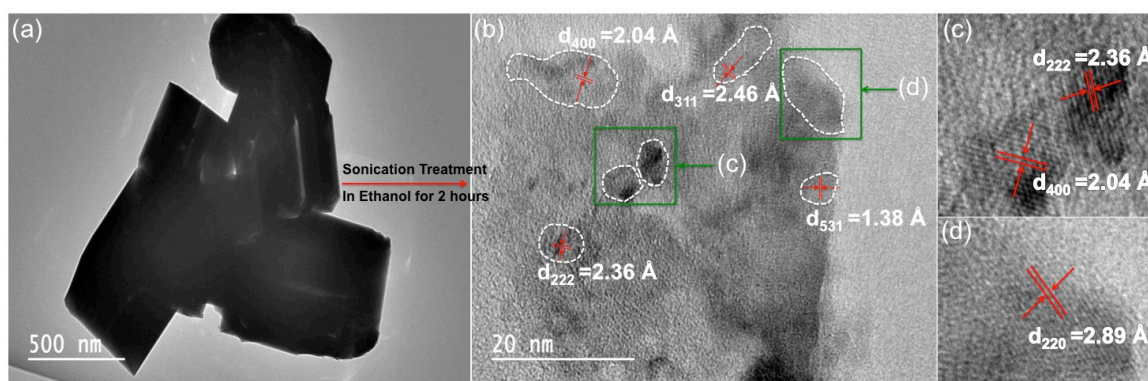 (a)
Sonication Treatment
In Ethanol for 2 hours
500 nm
(b)
d400 =2.04 Å
d311 =2.46 Å
(d)
(c)
d531 =1.38 Å
d222 =2.36 Å
20 nm
(c)
d222 =2.36 Å
d400 =2.04 Å
(d)
d220 =2.89 Å